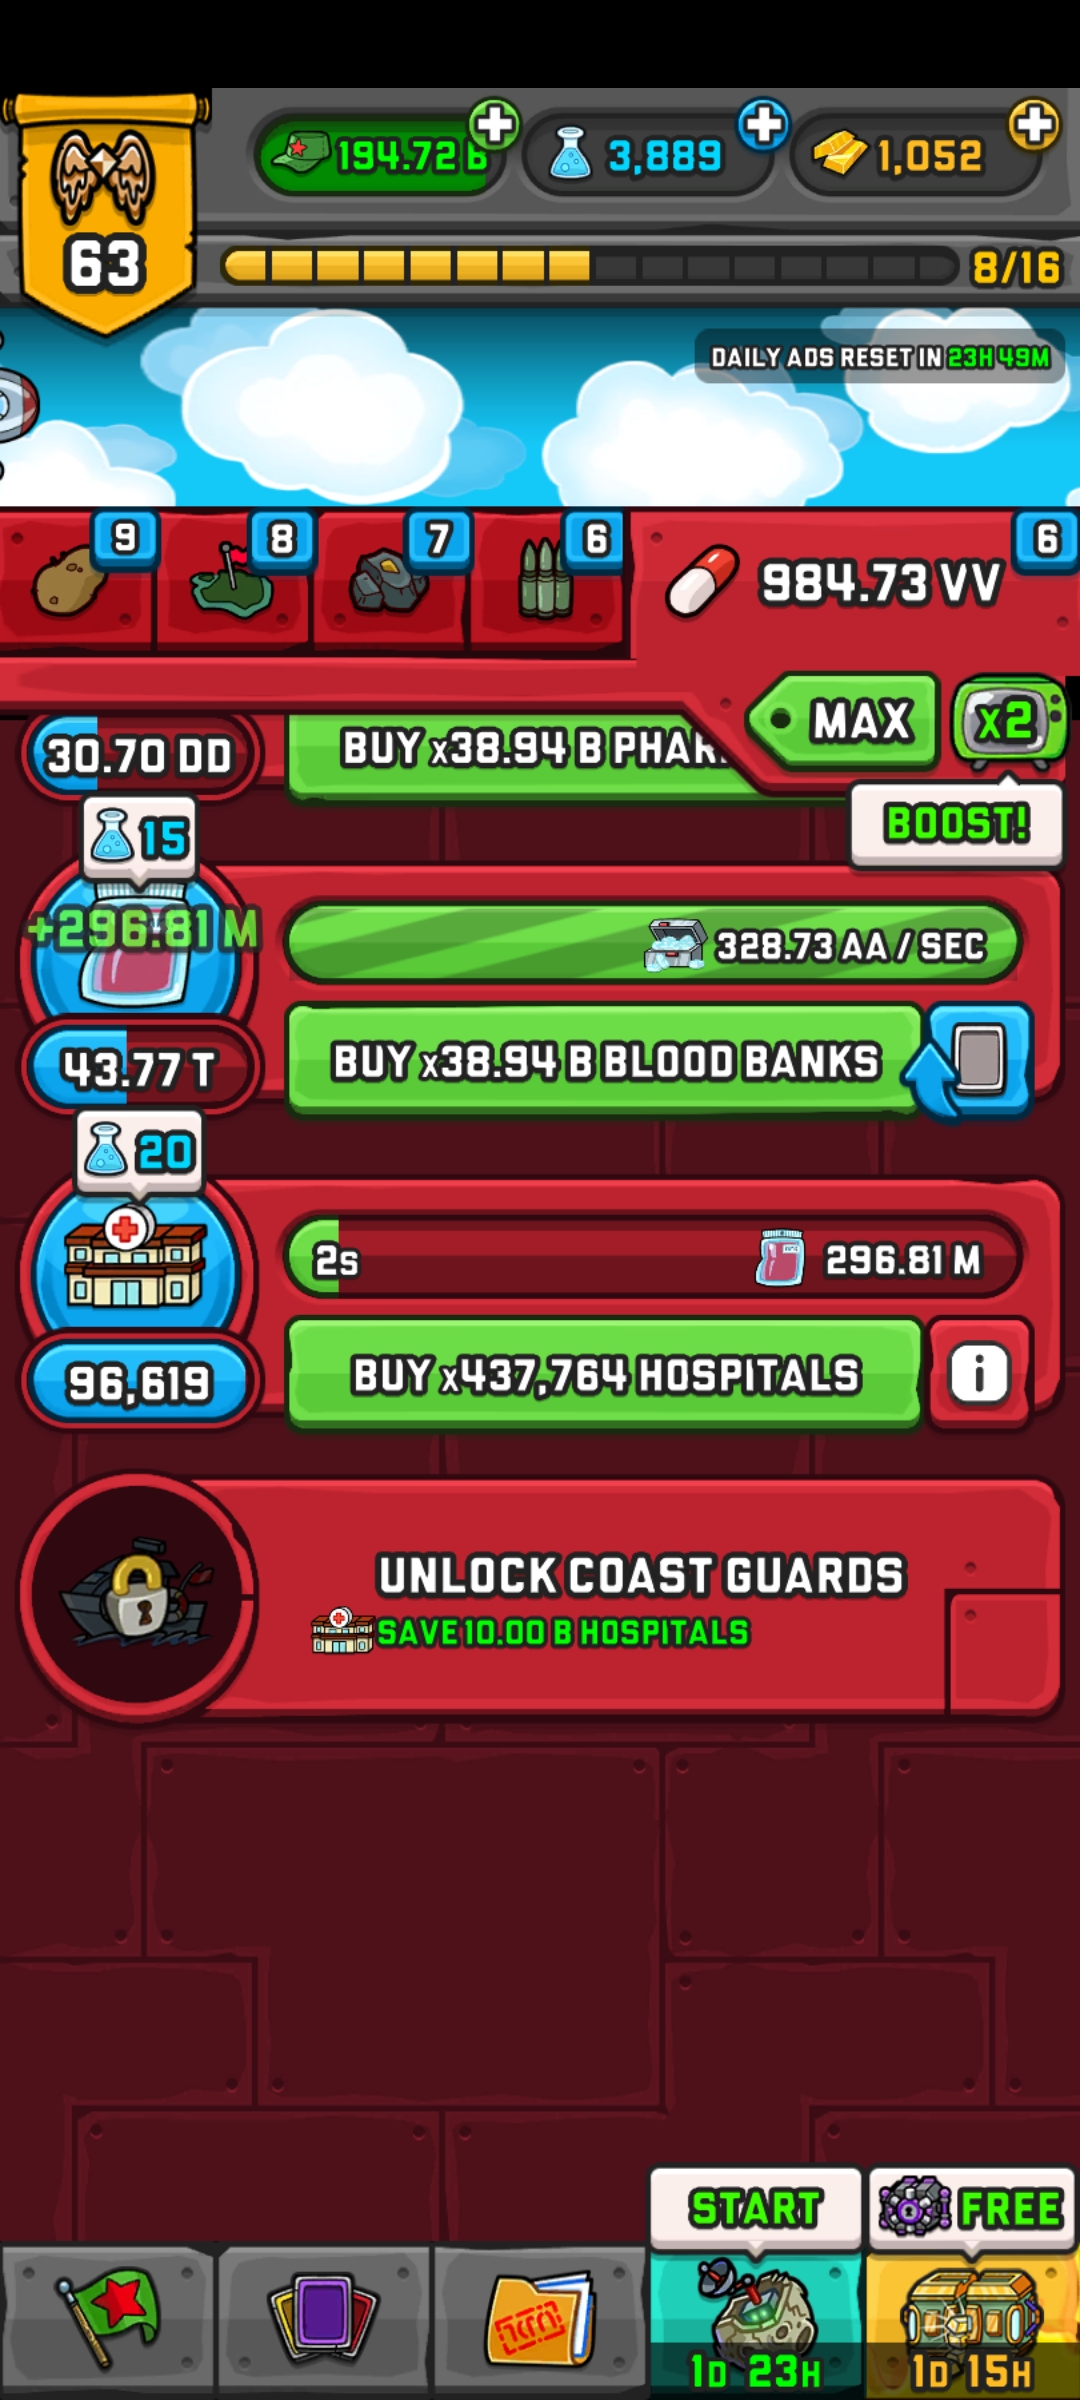 194.72 B
3,889
1,052
63
8/16
DAILY ADS RESET IN 23H 49M
9
8
7
6
984.73 VV
6
MAX
X2
BOOST!
30.70 DD
BUY x38.94 B PHAR
15
+296.81 M
328.73 AA / SEC
43.77 T
BUY x38.94 B BLOOD BANKS
20
2s
296.81 M
96,619
BUY x437,764 HOSPITALS
i
UNLOCK COAST GUARDS
SAVE 10.00 B HOSPITALS
START
FREE
1D 23H
1D 15H